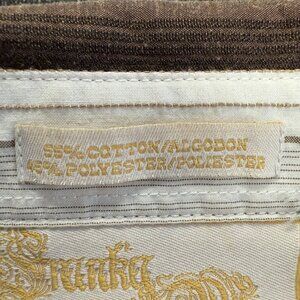 55% COTTON/ALGODON
45% POLYESTER/POLIESTER